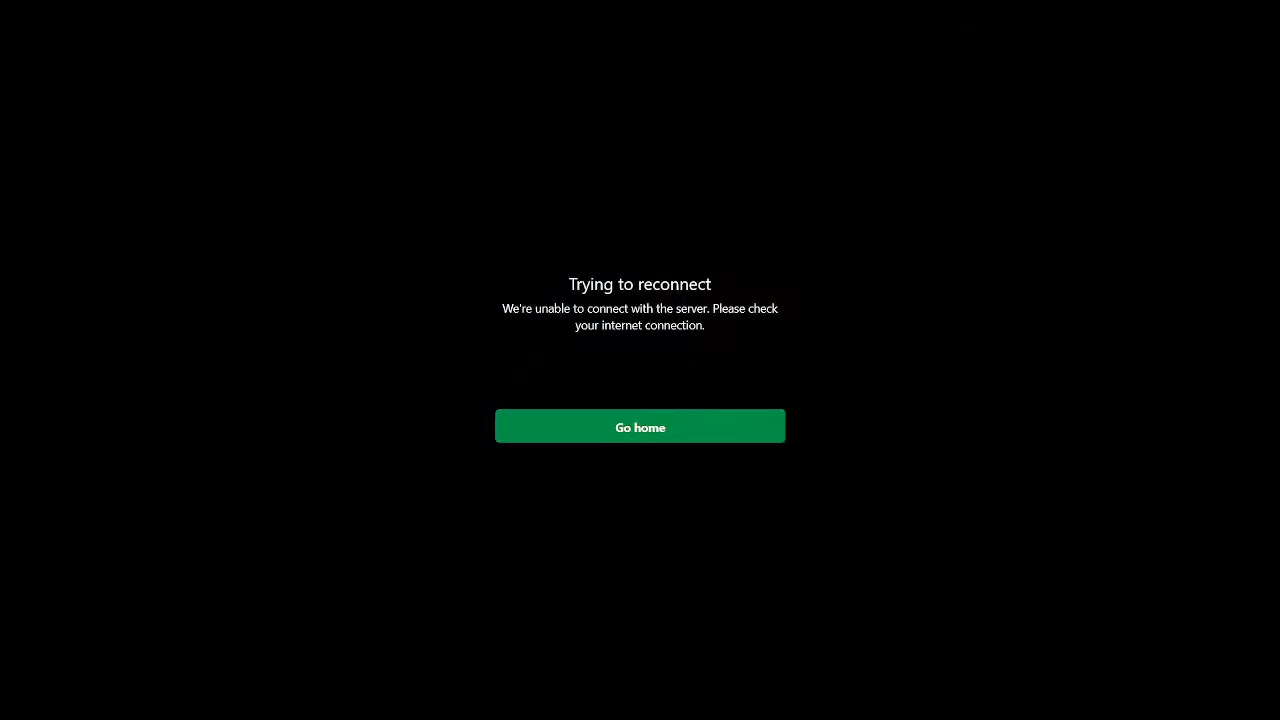 Trying to reconnect
We're unable to connect with the server. Please check
your internet connection.
Go home